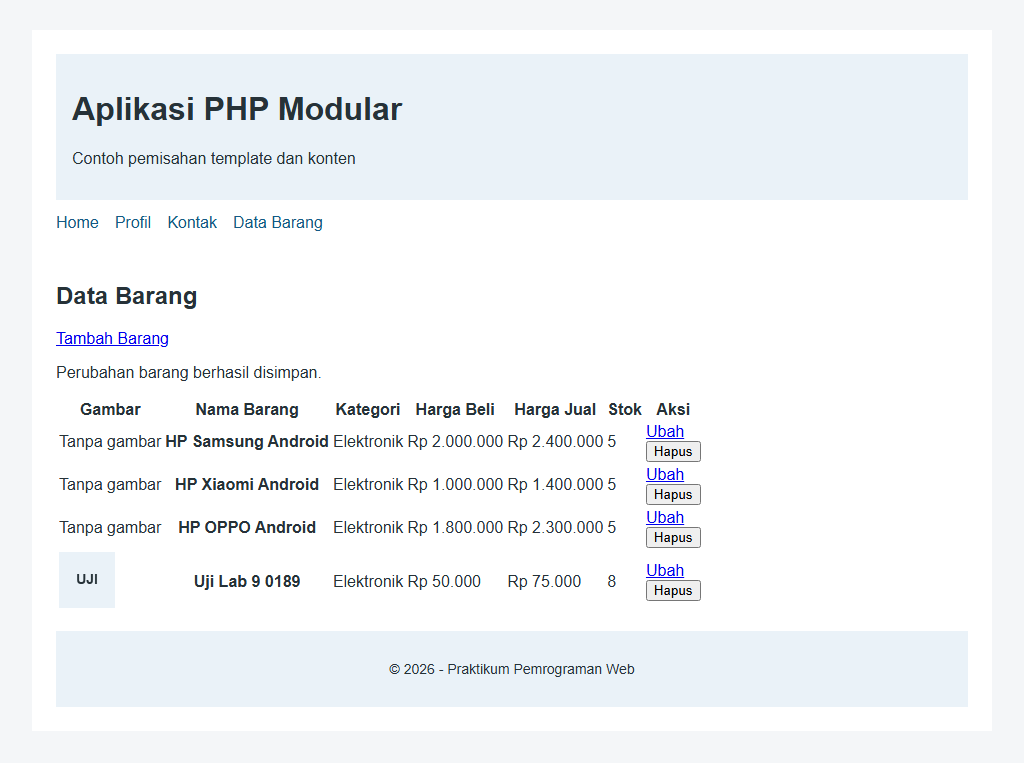 Aplikasi PHP Modular
Contoh pemisahan template dan konten
Home Profil Kontak Data Barang
Data Barang
Tambah Barang
Perubahan barang berhasil disimpan.
Gambar Nama Barang Kategori Harga Beli Harga Jual Stok Aksi
Tanpa gambar HP Samsung Android Elektronik Rp 2.000.000 Rp 2.400.000 5 Ubah
Hapus
Tanpa gambar HP Xiaomi Android Elektronik Rp 1.000.000 Rp 1.400.000 5 Ubah
Hapus
Tanpa gambar HP OPPO Android Elektronik Rp 1.800.000 Rp 2.300.000 5 Ubah
Hapus
UJI Uji Lab 9 0189 Elektronik Rp 50.000 Rp 75.000 8 Ubah
Hapus
© 2026 - Praktikum Pemrograman Web